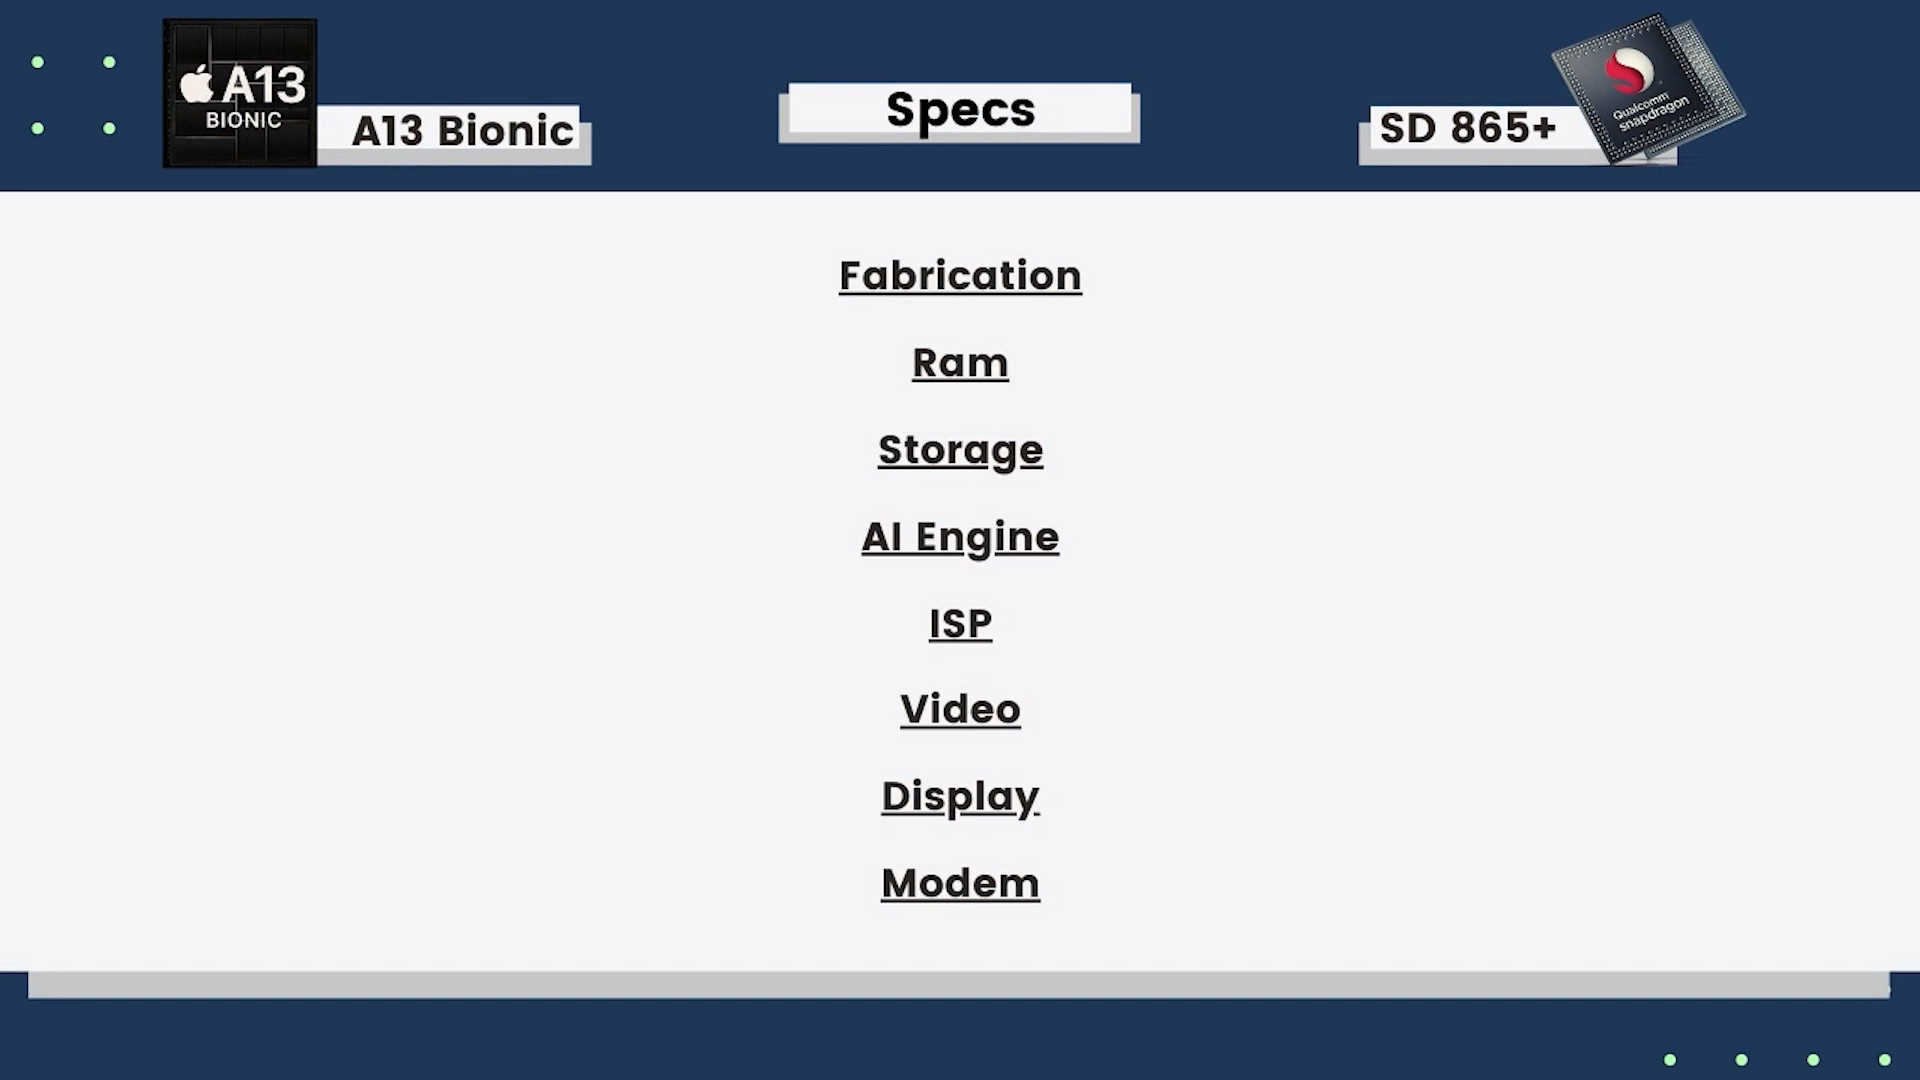 A13
BIONIC
A13 Bionic
Specs
SD 865+
Qualcomm
snapdragon
Fabrication
Ram
Storage
AI Engine
ISP
Video
Display
Modem